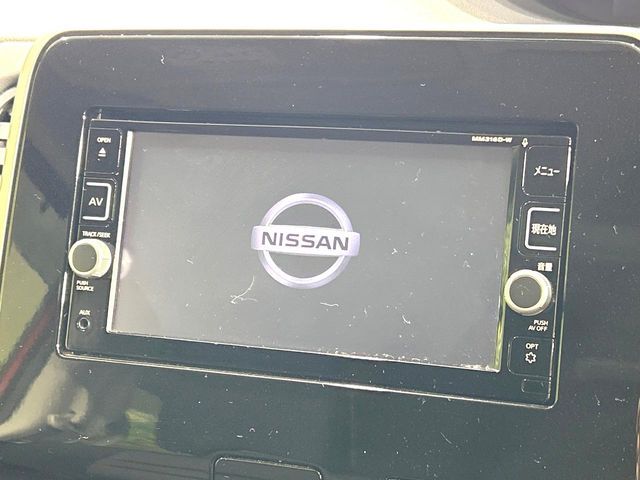 OPEN
MM316D-W
メニュー
AV
現在地
NISSAN
TRACK/SEEK
音量
PUSH
SOURCE
PUSH
AV OFF
AUX
OPT